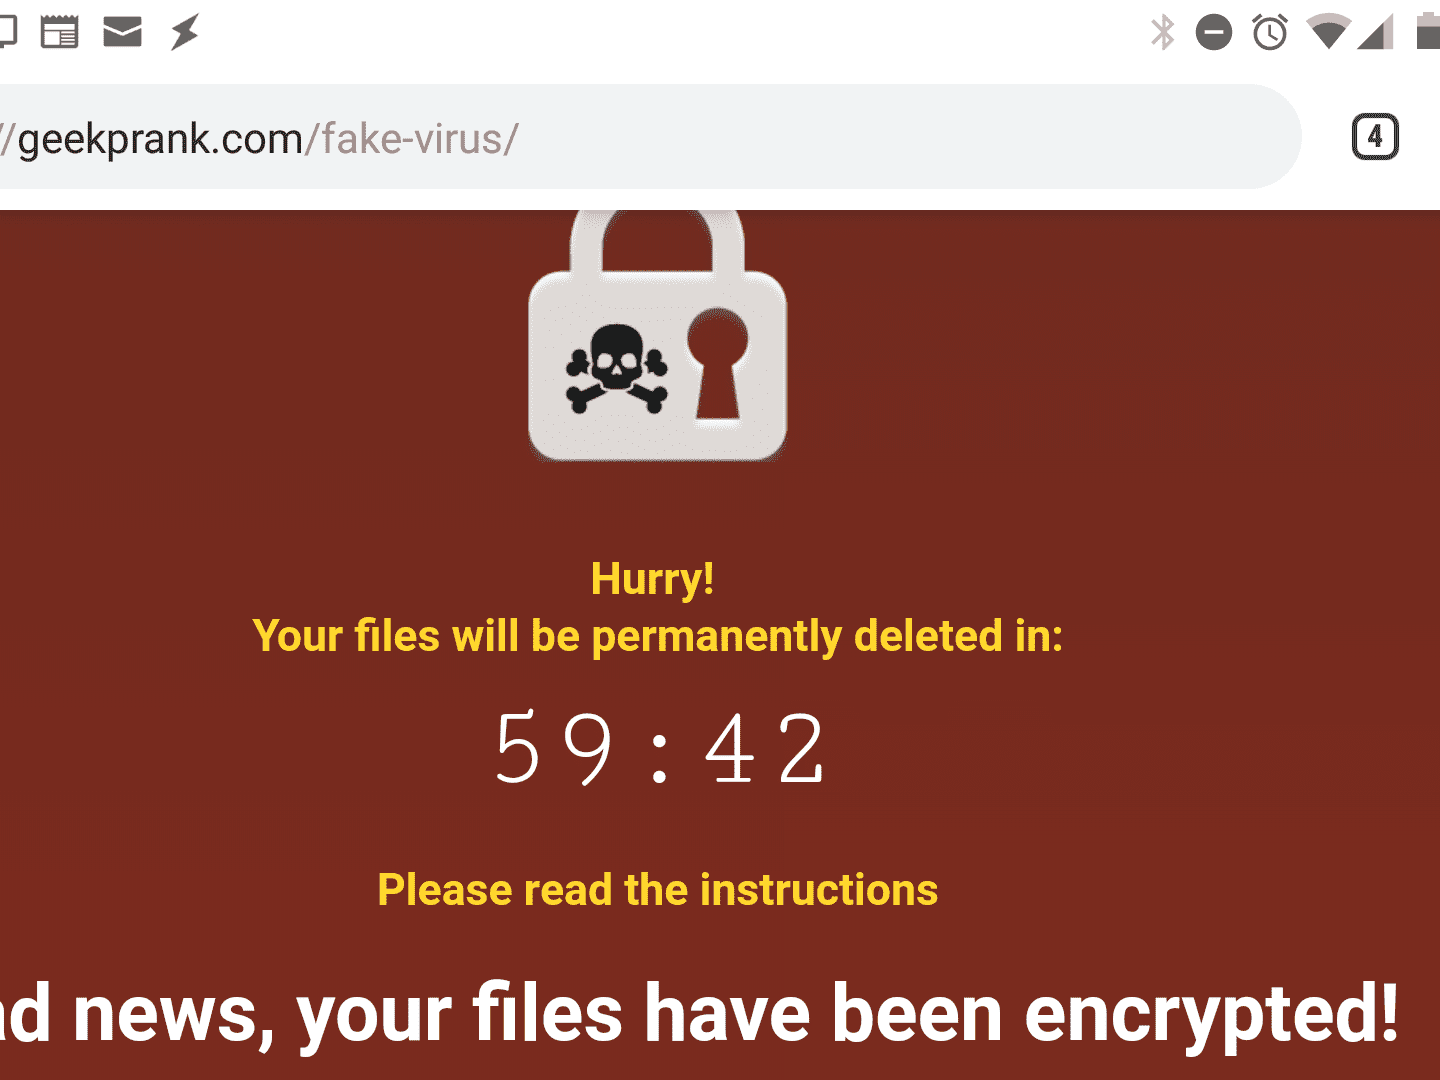 //geekprank.com/fake-virus/
4
Hurry!
Your files will be permanently deleted in:
59:42
Please read the instructions
news, your files have been encrypted!